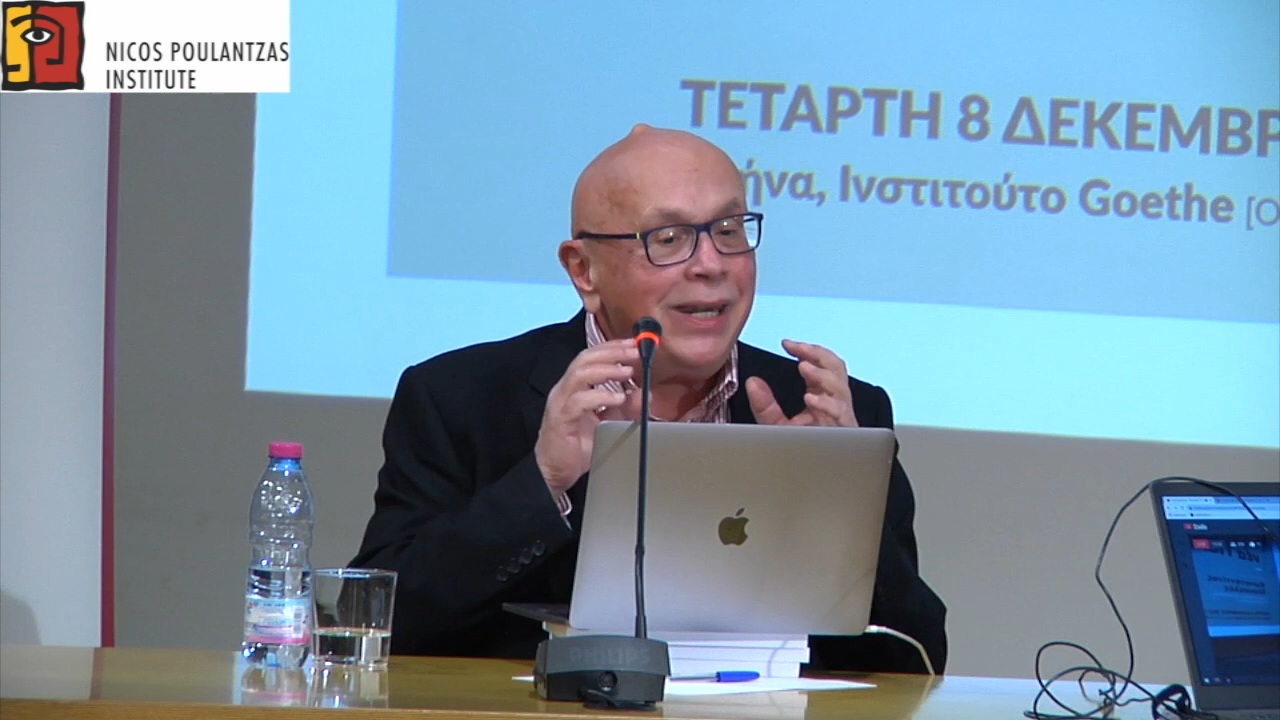 NICOS POULANTZAS
INSTITUTE
ΤΕΤΑΡΤΗ 8 ΔΕΚΕΜΒΡ
ήνα, Ινστιτούτο Goethe [Ο
PHILIPS